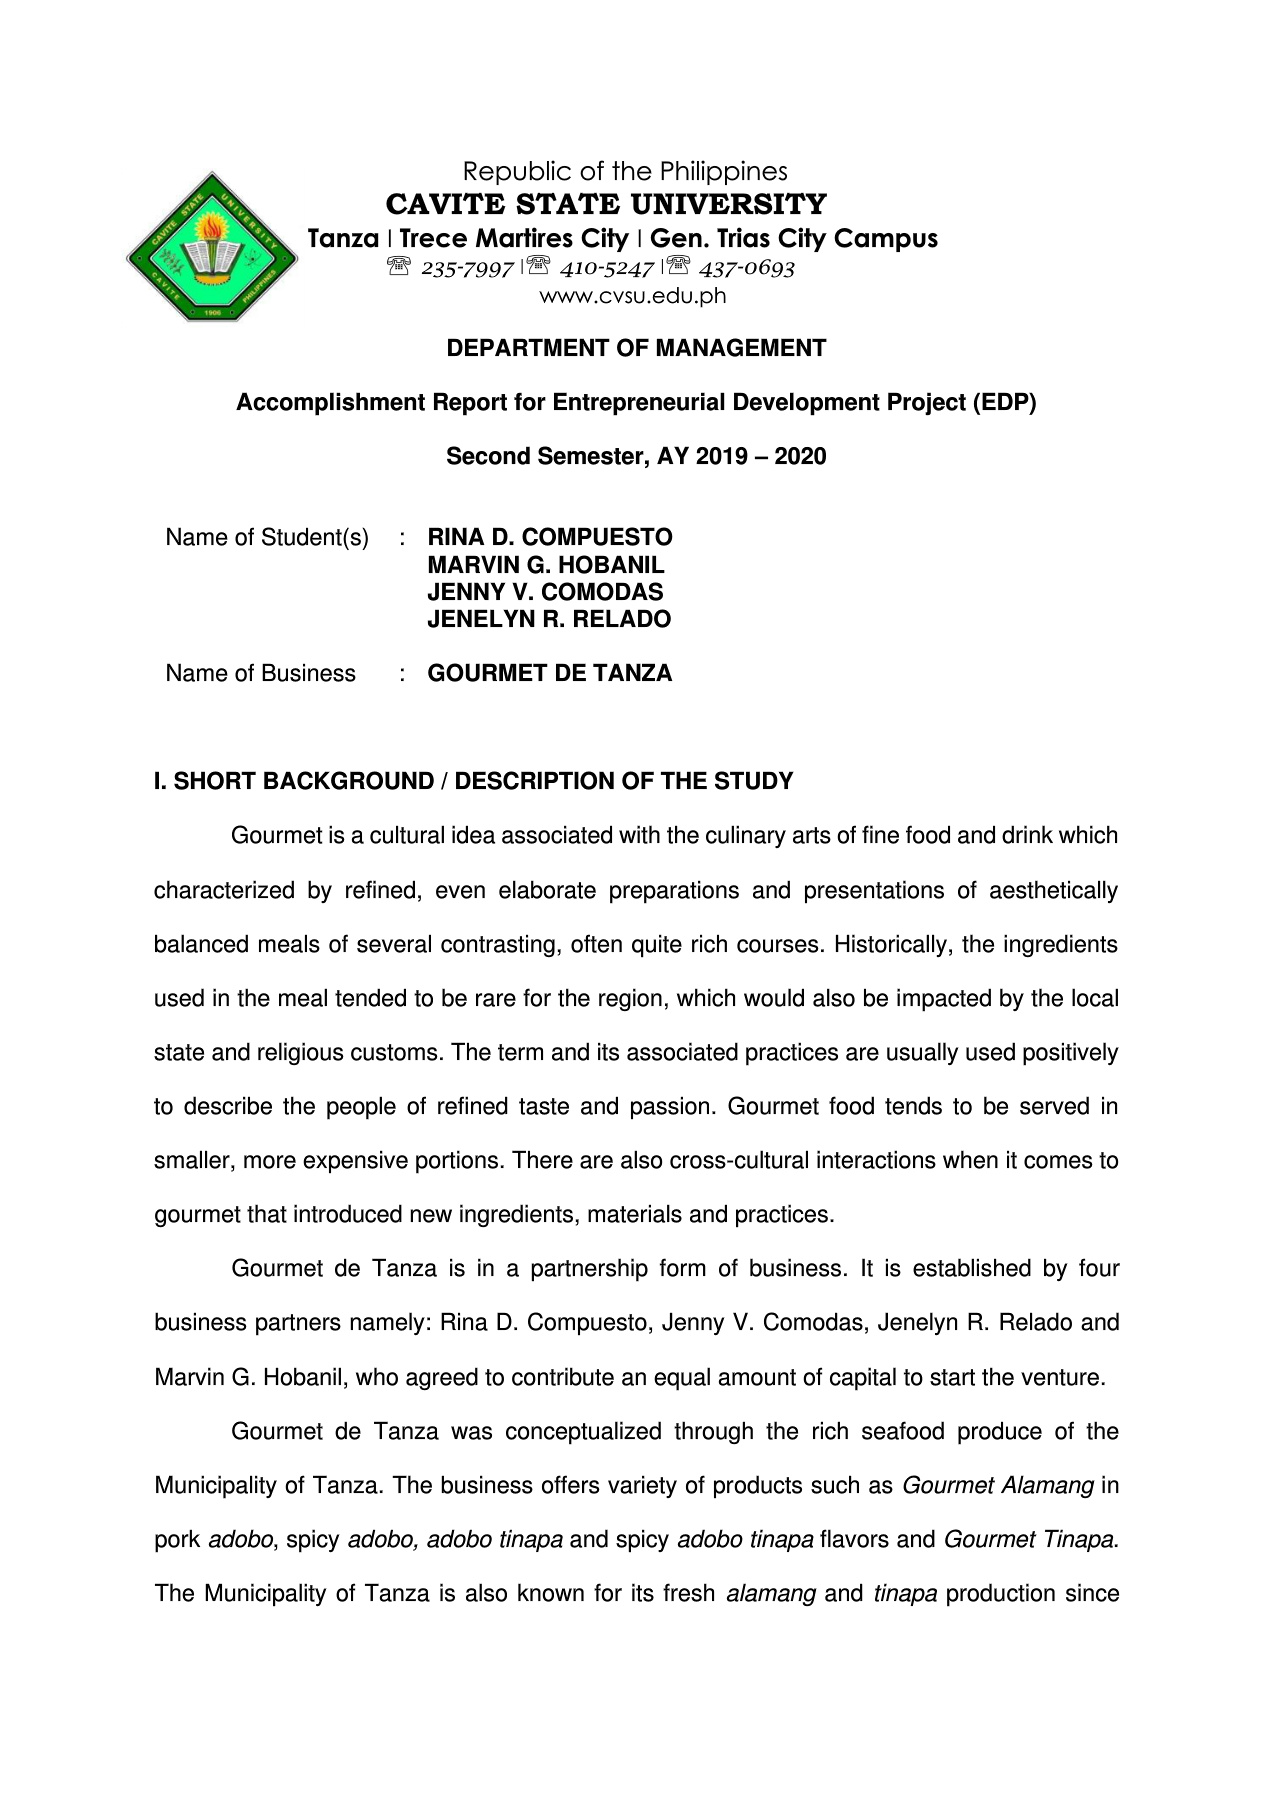 Republic of the Philippines
CAVITE STATE UNIVERSITY
Tanza | Trece Martires City | Gen. Trias City Campus
☏ 235-7997 |☏ 410-5247 |☏ 437-0693
www.cvsu.edu.ph
CAVITE STATE UNIVERSITY
CAVITE PHILIPPINES
1906
DEPARTMENT OF MANAGEMENT
Accomplishment Report for Entrepreneurial Development Project (EDP)
Second Semester, AY 2019 – 2020
Name of Student(s) : RINA D. COMPUESTO
MARVIN G. HOBANIL
JENNY V. COMODAS
JENELYN R. RELADO
Name of Business : GOURMET DE TANZA
I. SHORT BACKGROUND / DESCRIPTION OF THE STUDY
Gourmet is a cultural idea associated with the culinary arts of fine food and drink which
characterized by refined, even elaborate preparations and presentations of aesthetically
balanced meals of several contrasting, often quite rich courses. Historically, the ingredients
used in the meal tended to be rare for the region, which would also be impacted by the local
state and religious customs. The term and its associated practices are usually used positively
to describe the people of refined taste and passion. Gourmet food tends to be served in
smaller, more expensive portions. There are also cross-cultural interactions when it comes to
gourmet that introduced new ingredients, materials and practices.
Gourmet de Tanza is in a partnership form of business. It is established by four
business partners namely: Rina D. Compuesto, Jenny V. Comodas, Jenelyn R. Relado and
Marvin G. Hobanil, who agreed to contribute an equal amount of capital to start the venture.
Gourmet de Tanza was conceptualized through the rich seafood produce of the
Municipality of Tanza. The business offers variety of products such as Gourmet Alamang in
pork adobo, spicy adobo, adobo tinapa and spicy adobo tinapa flavors and Gourmet Tinapa.
The Municipality of Tanza is also known for its fresh alamang and tinapa production since